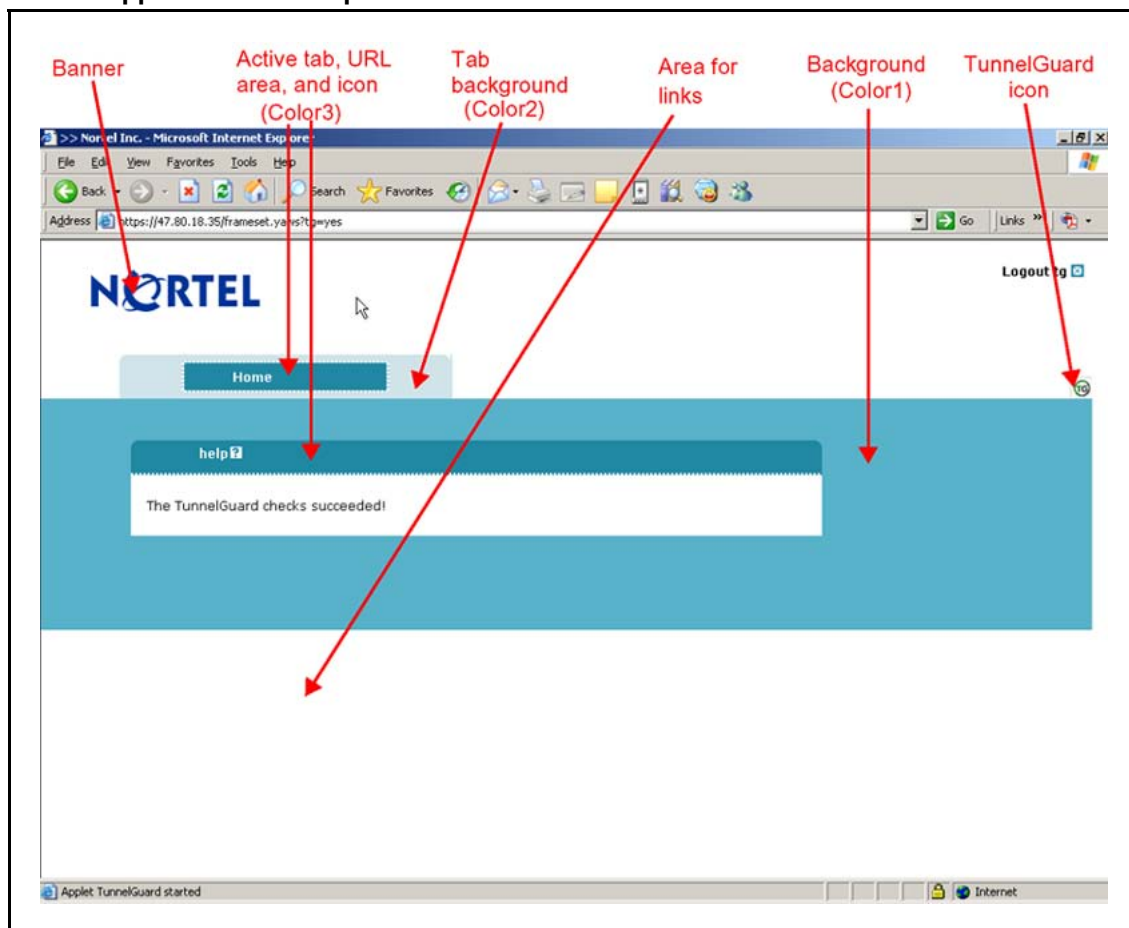 Banner
Active tab, URL
area, and icon
(Color3)
Tab
background
(Color2)
Area for
links
Background
(Color1)
TunnelGuard
icon
>> Nortel Inc. - Microsoft Internet Explorer
File Edit View Favorites Tools Help
Back Search Favorites
Address https://47.80.18.35/frameset.yaws?tg=yes Go Links »
NORTEL
Logout tg
Home
TG
help ?
The TunnelGuard checks succeeded!
Applet TunnelGuard started
Internet